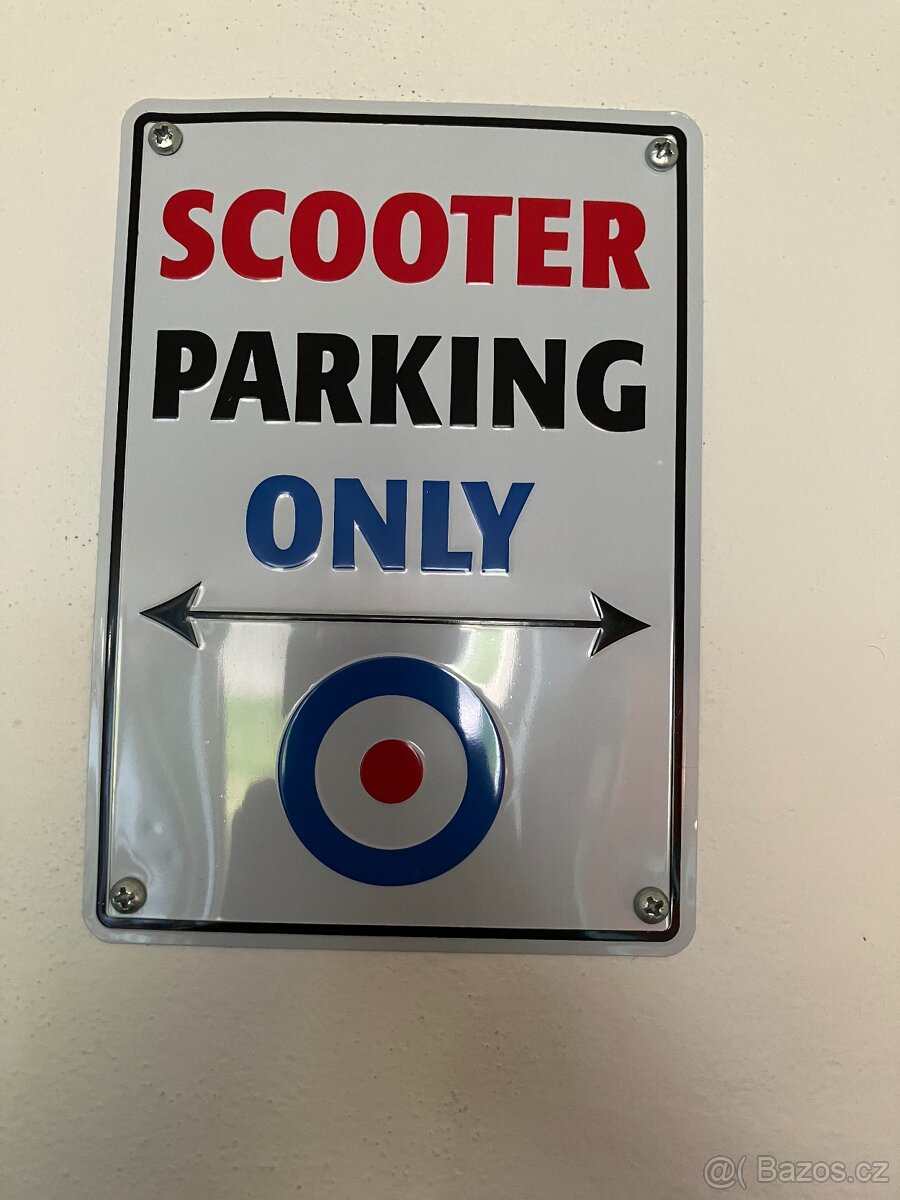 SCOOTER
PARKING
ONLY
@( Bazos.cz